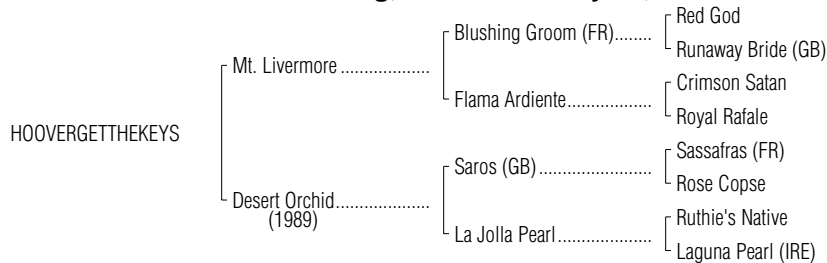 Red God
Blushing Groom (FR)........
Runaway Bride (GB)
Mt. Livermore ...................
Crimson Satan
Flama Ardiente.................
Royal Rafale
HOOVERGETTHEKEYS
Sassafras (FR)
Saros (GB) ........................
Rose Copse
Desert Orchid....................
(1989)
Ruthie's Native
La Jolla Pearl....................
Laguna Pearl (IRE)